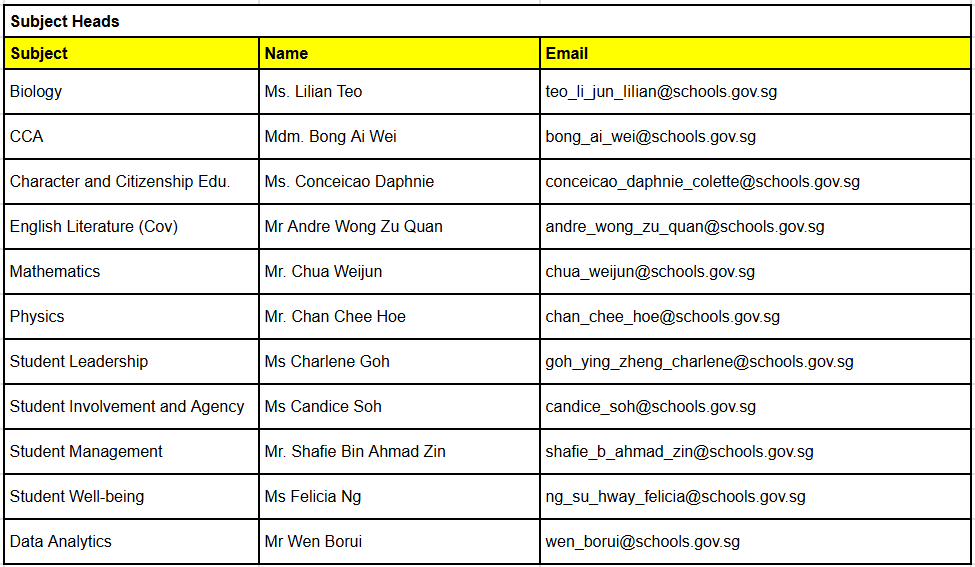 Subject Heads
Subject Name Email
Biology Ms. Lilian Teo teo_li_jun_lilian@schools.gov.sg
CCA Mdm. Bong Ai Wei bong_ai_wei@schools.gov.sg
Character and Citizenship Edu. Ms. Conceicao Daphnie conceicao_daphnie_colette@schools.gov.sg
English Literature (Cov) Mr Andre Wong Zu Quan andre_wong_zu_quan@schools.gov.sg
Mathematics Mr. Chua Weijun chua_weijun@schools.gov.sg
Physics Mr. Chan Chee Hoe chan_chee_hoe@schools.gov.sg
Student Leadership Ms Charlene Goh goh_ying_zheng_charlene@schools.gov.sg
Student Involvement and Agency Ms Candice Soh candice_soh@schools.gov.sg
Student Management Mr. Shafie Bin Ahmad Zin shafie_b_ahmad_zin@schools.gov.sg
Student Well-being Ms Felicia Ng ng_su_hway_felicia@schools.gov.sg
Data Analytics Mr Wen Borui wen_borui@schools.gov.sg